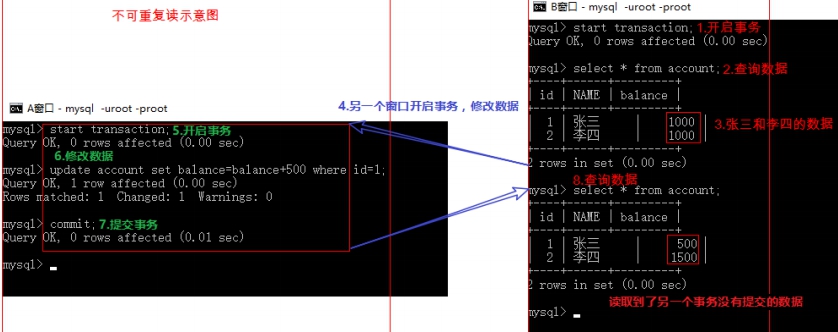 不可重复读示意图
A窗口 - mysql -uroot -proot
mysql> start transaction;5.开启事务
Query OK, 0 rows affected (0.00 sec)
6.修改数据
mysql> update account set balance=balance+500 where id=1;
Query OK, 1 row affected (0.00 sec)
Rows matched: 1 Changed: 1 Warnings: 0
mysql> commit;7.提交事务
Query OK, 0 rows affected (0.01 sec)
mysql>
4.另一个窗口开启事务，修改数据
B窗口 - mysql -uroot -proot
mysql> start transaction;1.开启事务
Query OK, 0 rows affected (0.00 sec)
mysql> select * from account;2.查询数据
| id | NAME | balance |
| 1 | 张三 | 1000 |
| 2 | 李四 | 1000 |
3.张三和李四的数据
2 rows in set (0.00 sec)
8.查询数据
mysql> select * from account;
| id | NAME | balance |
| 1 | 张三 | 500 |
| 2 | 李四 | 1500 |
2 rows in set (0.00 sec)
读取到了另一个事务没有提交的数据
mysql>